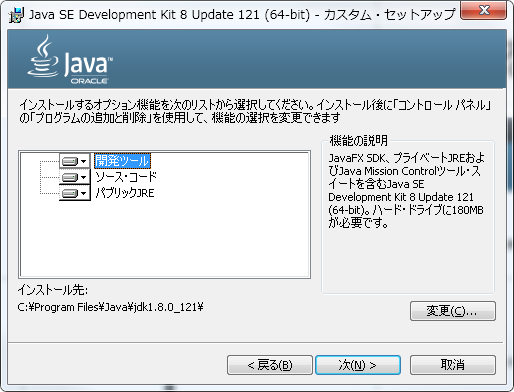 Java SE Development Kit 8 Update 121 (64-bit) - カスタム・セットアップ
Java™
ORACLE
インストールするオプション機能を次のリストから選択してください。インストール後に「コントロール パネル」
の「プログラムの追加と削除」を使用して、機能の選択を変更できます
開発ツール
ソース・コード
パブリックJRE
機能の説明
JavaFX SDK、プライベートJREおよ
びJava Mission Controlツール・ス
イートを含むJava SE
Development Kit 8 Update 121
(64-bit)。ハード・ドライブに180MB
が必要です。
インストール先:
C:¥Program Files¥Java¥jdk1.8.0_121¥
変更(C)...
< 戻る(B)
次(N) >
取消